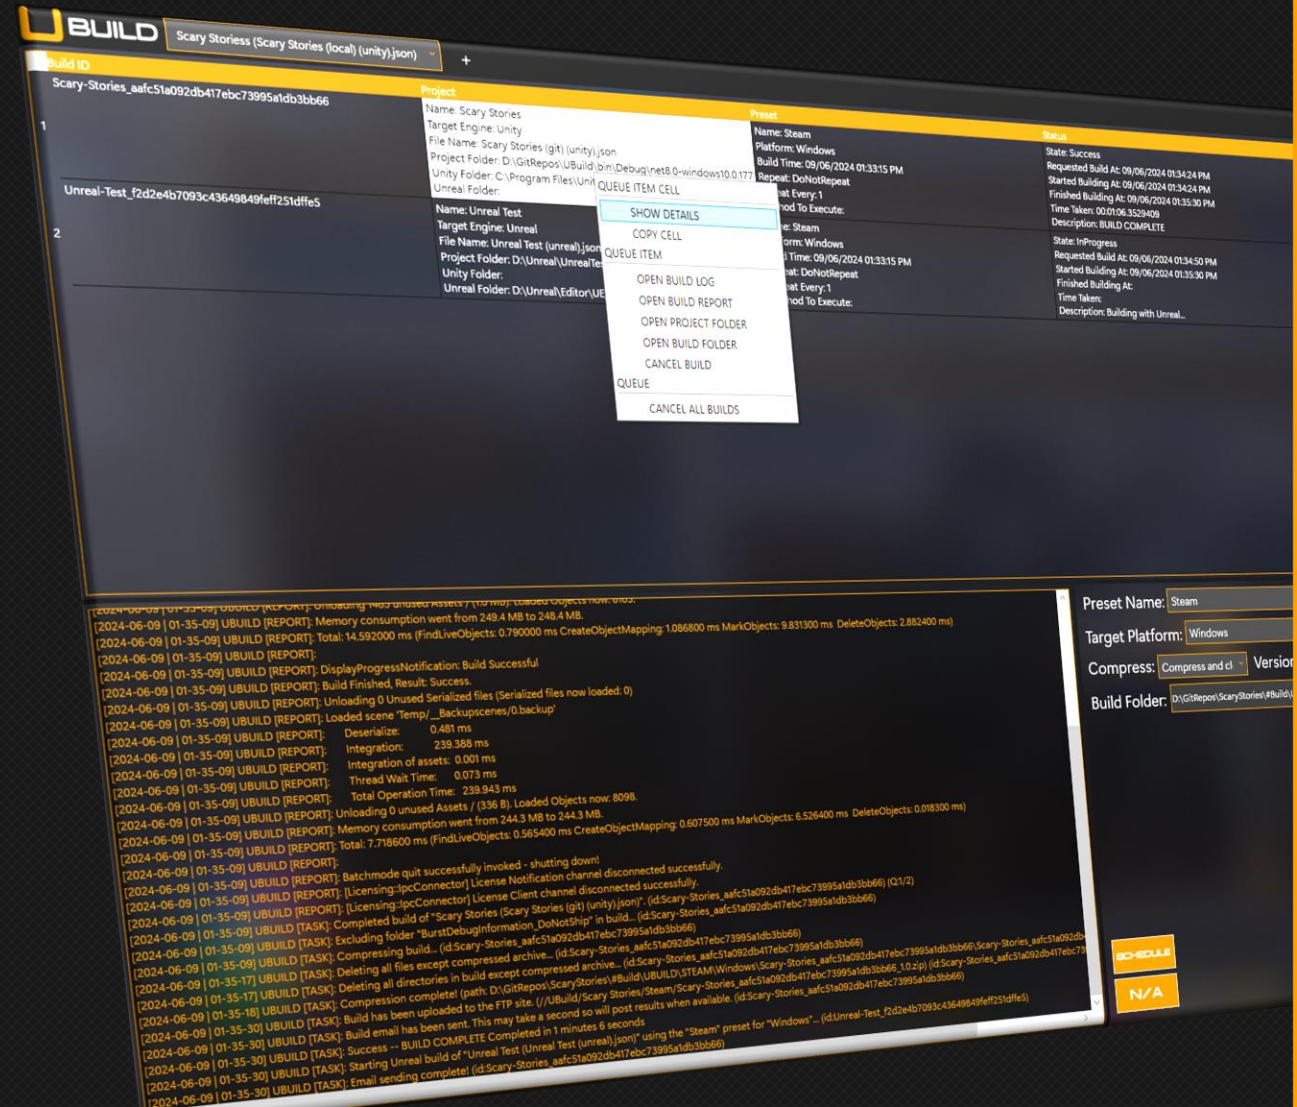 UBUILD
Scary Storiess (Scary Stories (local) (unity).json)
+
Build ID
Project
Preset
Status
1
Scary-Stories_aafc51a092db417ebc73995a1db3bb66
Name: Scary Stories
Target Engine: Unity
File Name: Scary Stories (git) (unity).json
Project Folder: D:\GitRepos\UBuild\bin\Debug\net8.0-windows10.0.177
Unity Folder: C:\Program Files\Unit
Unreal Folder:
Name: Steam
Platform: Windows
Build Time: 09/06/2024 01:33:15 PM
Repeat: DoNotRepeat
eat Every: 1
hod To Execute:
State: Success
Requested Build At: 09/06/2024 01:34:24 PM
Started Building At: 09/06/2024 01:34:24 PM
Finished Building At: 09/06/2024 01:35:30 PM
Time Taken: 00:01:06.3529409
Description: BUILD COMPLETE
2
Unreal-Test_f2d2e4b7093c43649849feff251dffe5
Name: Unreal Test
Target Engine: Unreal
File Name: Unreal Test (unreal).json
Project Folder: D:\Unreal\UnrealTes
Unity Folder:
Unreal Folder: D:\Unreal\Editor\UE
e: Steam
orm: Windows
d Time: 09/06/2024 01:33:15 PM
eat: DoNotRepeat
eat Every: 1
hod To Execute:
State: InProgress
Requested Build At: 09/06/2024 01:34:50 PM
Started Building At: 09/06/2024 01:35:30 PM
Finished Building At:
Time Taken:
Description: Building with Unreal...
QUEUE ITEM CELL
SHOW DETAILS
COPY CELL
QUEUE ITEM
OPEN BUILD LOG
OPEN BUILD REPORT
OPEN PROJECT FOLDER
OPEN BUILD FOLDER
CANCEL BUILD
QUEUE
CANCEL ALL BUILDS
[2024-06-09 | 01-35-09] UBUILD [REPORT]: Unloading 1485 unused Assets / (1.0 MB). Loaded Objects now: 8105.
[2024-06-09 | 01-35-09] UBUILD [REPORT]: Memory consumption went from 249.4 MB to 248.4 MB.
[2024-06-09 | 01-35-09] UBUILD [REPORT]: Total: 14.592000 ms (FindLiveObjects: 0.790000 ms CreateObjectMapping: 1.086800 ms MarkObjects: 9.831300 ms DeleteObjects: 2.882400 ms)
[2024-06-09 | 01-35-09] UBUILD [REPORT]:
[2024-06-09 | 01-35-09] UBUILD [REPORT]: DisplayProgressNotification: Build Successful
[2024-06-09 | 01-35-09] UBUILD [REPORT]: Build Finished, Result: Success.
[2024-06-09 | 01-35-09] UBUILD [REPORT]: Unloading 0 Unused Serialized files (Serialized files now loaded: 0)
[2024-06-09 | 01-35-09] UBUILD [REPORT]: Loaded scene 'Temp/__Backupscenes/0.backup'
[2024-06-09 | 01-35-09] UBUILD [REPORT]: Deserialize: 0.481 ms
[2024-06-09 | 01-35-09] UBUILD [REPORT]: Integration: 239.388 ms
[2024-06-09 | 01-35-09] UBUILD [REPORT]: Integration of assets: 0.001 ms
[2024-06-09 | 01-35-09] UBUILD [REPORT]: Thread Wait Time: 0.073 ms
[2024-06-09 | 01-35-09] UBUILD [REPORT]: Total Operation Time: 239.943 ms
[2024-06-09 | 01-35-09] UBUILD [REPORT]: Unloading 0 unused Assets / (336 B). Loaded Objects now: 8098.
[2024-06-09 | 01-35-09] UBUILD [REPORT]: Memory consumption went from 244.3 MB to 244.3 MB.
[2024-06-09 | 01-35-09] UBUILD [REPORT]: Total: 7.718600 ms (FindLiveObjects: 0.565400 ms CreateObjectMapping: 0.607500 ms MarkObjects: 6.526400 ms DeleteObjects: 0.018300 ms)
[2024-06-09 | 01-35-09] UBUILD [REPORT]:
[2024-06-09 | 01-35-09] UBUILD [REPORT]: Batchmode quit successfully invoked - shutting down!
[2024-06-09 | 01-35-09] UBUILD [REPORT]: [Licensing::IpcConnector] License Notification channel disconnected successfully.
[2024-06-09 | 01-35-09] UBUILD [REPORT]: [Licensing::IpcConnector] License Client channel disconnected successfully.
[2024-06-09 | 01-35-09] UBUILD [TASK]: Completed build of "Scary Stories (Scary Stories (git) (unity).json)". (id:Scary-Stories_aafc51a092db417ebc73995a1db3bb66) (Q:1/2)
[2024-06-09 | 01-35-09] UBUILD [TASK]: Excluding folder "BurstDebugInformation_DoNotShip" in build... (id:Scary-Stories_aafc51a092db417ebc73995a1db3bb66)
[2024-06-09 | 01-35-09] UBUILD [TASK]: Compressing build... (id:Scary-Stories_aafc51a092db417ebc73995a1db3bb66)
[2024-06-09 | 01-35-17] UBUILD [TASK]: Deleting all files except compressed archive... (id:Scary-Stories_aafc51a092db417ebc73995a1db3bb66)
[2024-06-09 | 01-35-17] UBUILD [TASK]: Deleting all directories in build except compressed archive... (id:Scary-Stories_aafc51a092db417ebc73995a1db3bb66)
[2024-06-09 | 01-35-18] UBUILD [TASK]: Compression complete! (path: D:\GitRepos\ScaryStories\#Build\UBUILD\STEAM\Windows\Scary-Stories_aafc51a092db417ebc73995a1db3bb66\Scary-Stories_aafc51a092db
[2024-06-09 | 01-35-30] UBUILD [TASK]: Build has been uploaded to the FTP site. (//UBuild/Scary Stories/Steam/Scary-Stories_aafc51a092db417ebc73995a1db3bb66_1.0.zip) (id:Scary-Stories_aafc51a092db417ebc73
[2024-06-09 | 01-35-30] UBUILD [TASK]: Build email has been sent. This may take a second so will post results when available. (id:Scary-Stories_aafc51a092db417ebc73995a1db3bb66)
[2024-06-09 | 01-35-30] UBUILD [TASK]: Success -- BUILD COMPLETE Completed in 1 minutes 6 seconds
[2024-06-09 | 01-35-30] UBUILD [TASK]: Starting Unreal build of "Unreal Test (Unreal Test (unreal).json)" using the "Steam" preset for "Windows"... (id:Unreal-Test_f2d2e4b7093c43649849feff251dffe5)
[2024-06-09 | 01-35-30] UBUILD [TASK]: Email sending complete! (id:Scary-Stories_aafc51a092db417ebc73995a1db3bb66)
Preset Name: Steam
Target Platform: Windows
Compress: Compress and cl Version
Build Folder: D:\GitRepos\ScaryStories\#Build\U
SCHEDULE
N/A